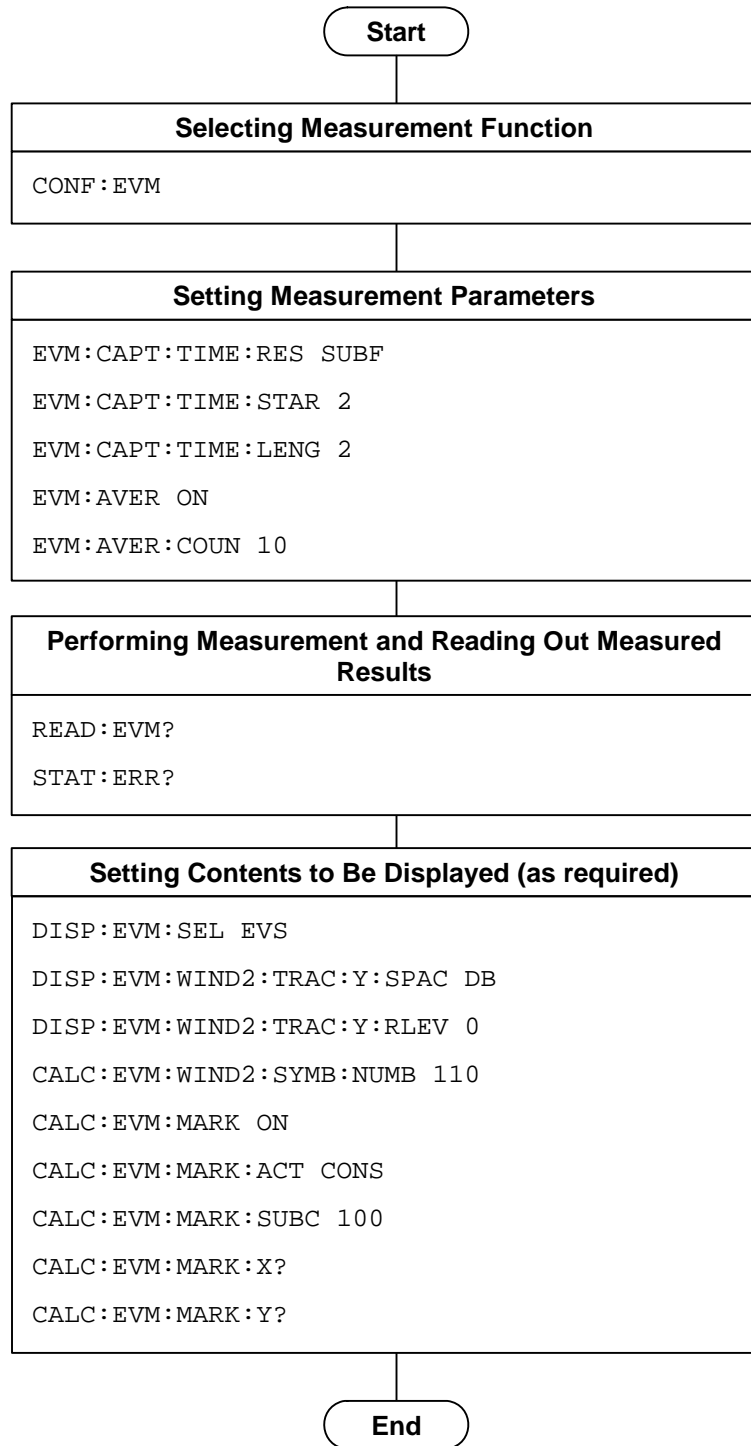 Start
Selecting Measurement Function
CONF:EVM
Setting Measurement Parameters
EVM:CAPT:TIME:RES SUBF
EVM:CAPT:TIME:STAR 2
EVM:CAPT:TIME:LENG 2
EVM:AVER ON
EVM:AVER:COUN 10
Performing Measurement and Reading Out Measured
Results
READ:EVM?
STAT:ERR?
Setting Contents to Be Displayed (as required)
DISP:EVM:SEL EVS
DISP:EVM:WIND2:TRAC:Y:SPAC DB
DISP:EVM:WIND2:TRAC:Y:RLEV 0
CALC:EVM:WIND2:SYMB:NUMB 110
CALC:EVM:MARK ON
CALC:EVM:MARK:ACT CONS
CALC:EVM:MARK:SUBC 100
CALC:EVM:MARK:X?
CALC:EVM:MARK:Y?
End